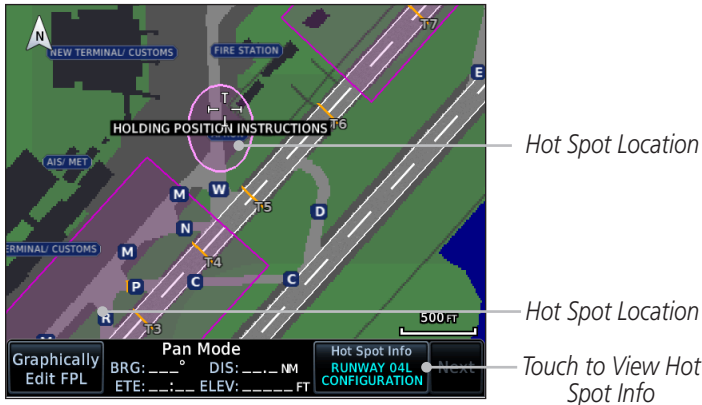 N
NEW TERMINAL/ CUSTOMS
FIRE STATION
T7
E
T
HOLDING POSITION INSTRUCTIONS
T6
Hot Spot Location
AIS/ MET
M
W
T5
D
N
ERMINAL/ CUSTOMS
M
T4
C
C
P
R
T3
500 FT
Hot Spot Location
Graphically
Edit FPL
Pan Mode
BRG: ___° DIS: __._ NM
ETE: __:__ ELEV: _____ FT
Hot Spot Info
RUNWAY 04L
CONFIGURATION
Next
Touch to View Hot
Spot Info